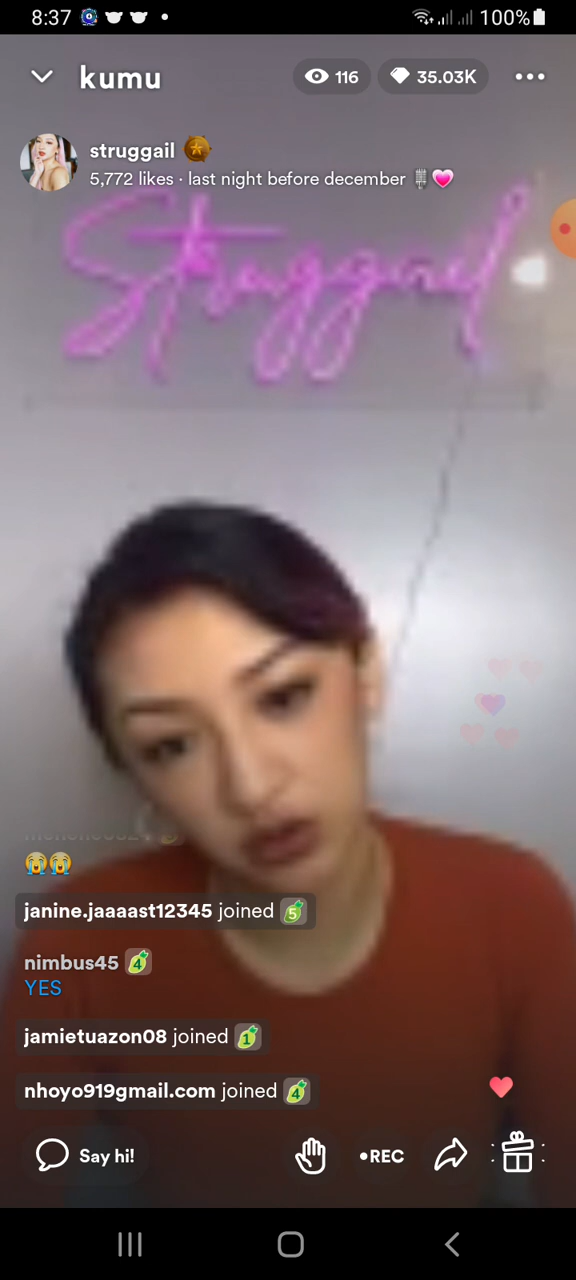 8:37
100%
kumu
116
35.03K
struggail
5,772 likes · last night before december
Struggail
janine.jaaaast12345 joined 5
nimbus45 4
YES
jamietuazon08 joined 1
nhoyo919gmail.com joined 4
Say hi!
•REC